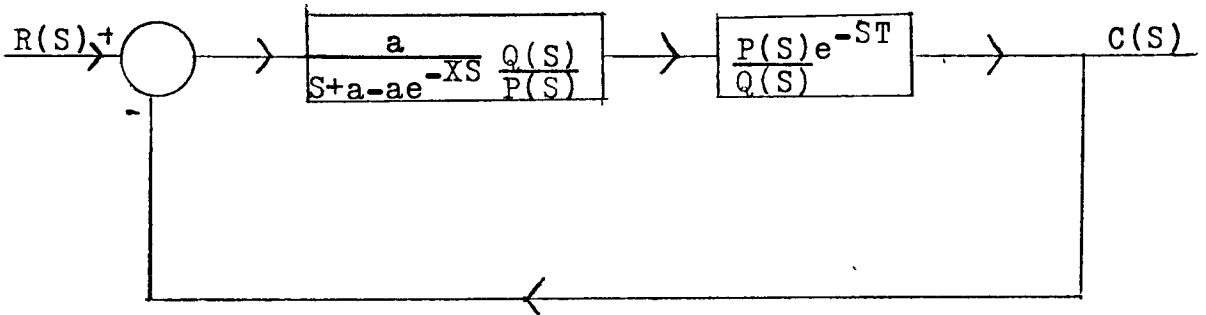 R(S) +
-
a
S+a-ae^-XS
Q(S)
P(S)
P(S)e^-ST
Q(S)
C(S)